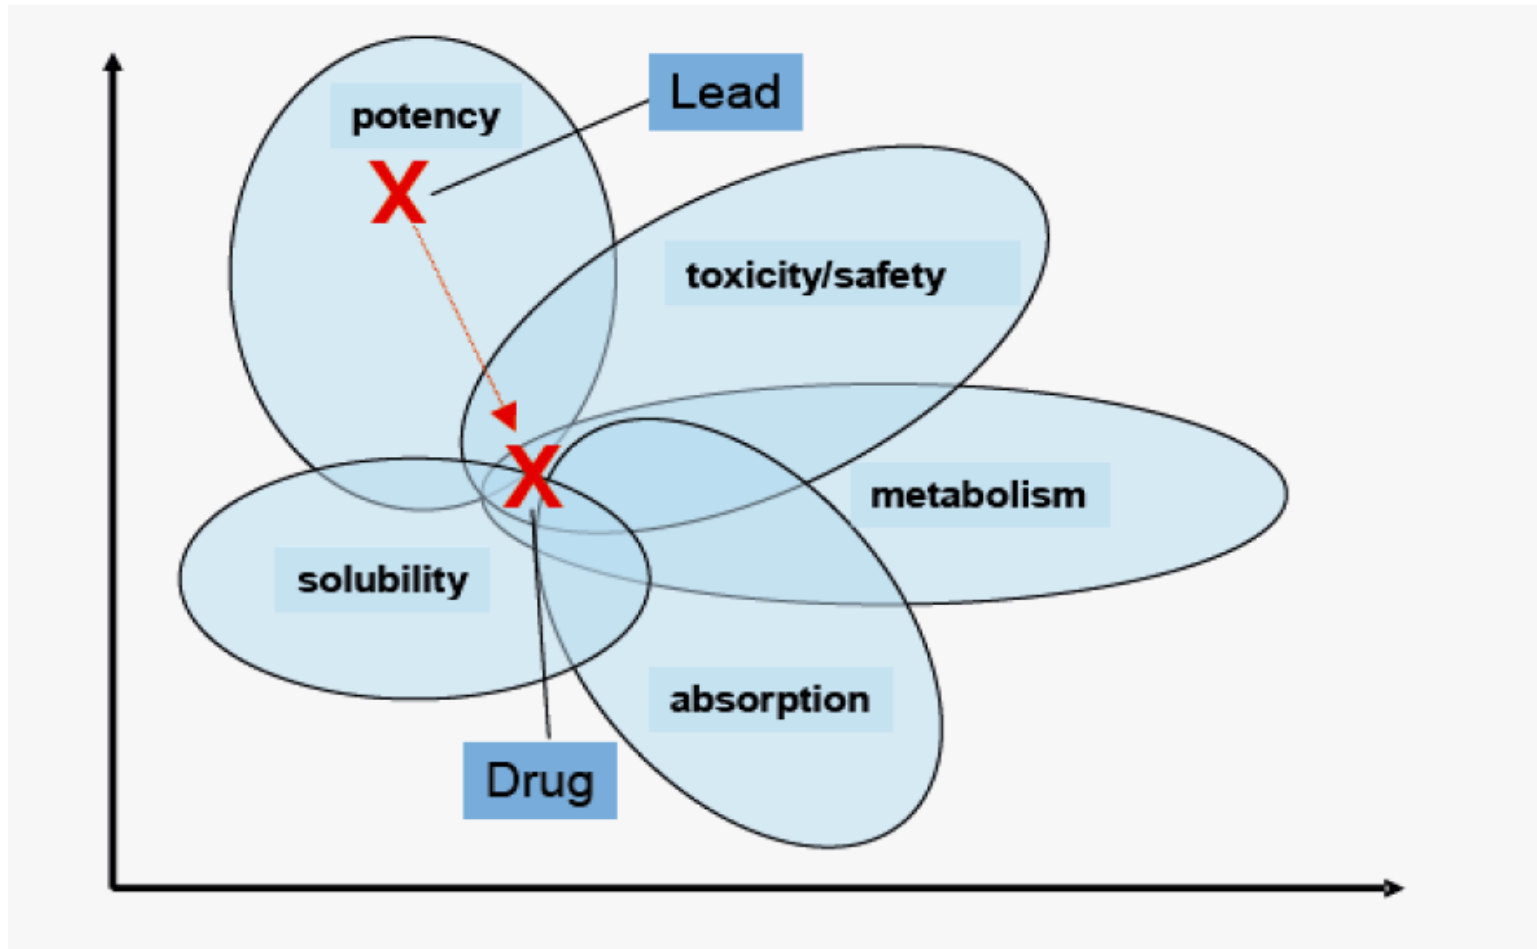 Lead
potency
X
toxicity/safety
X
metabolism
solubility
absorption
Drug